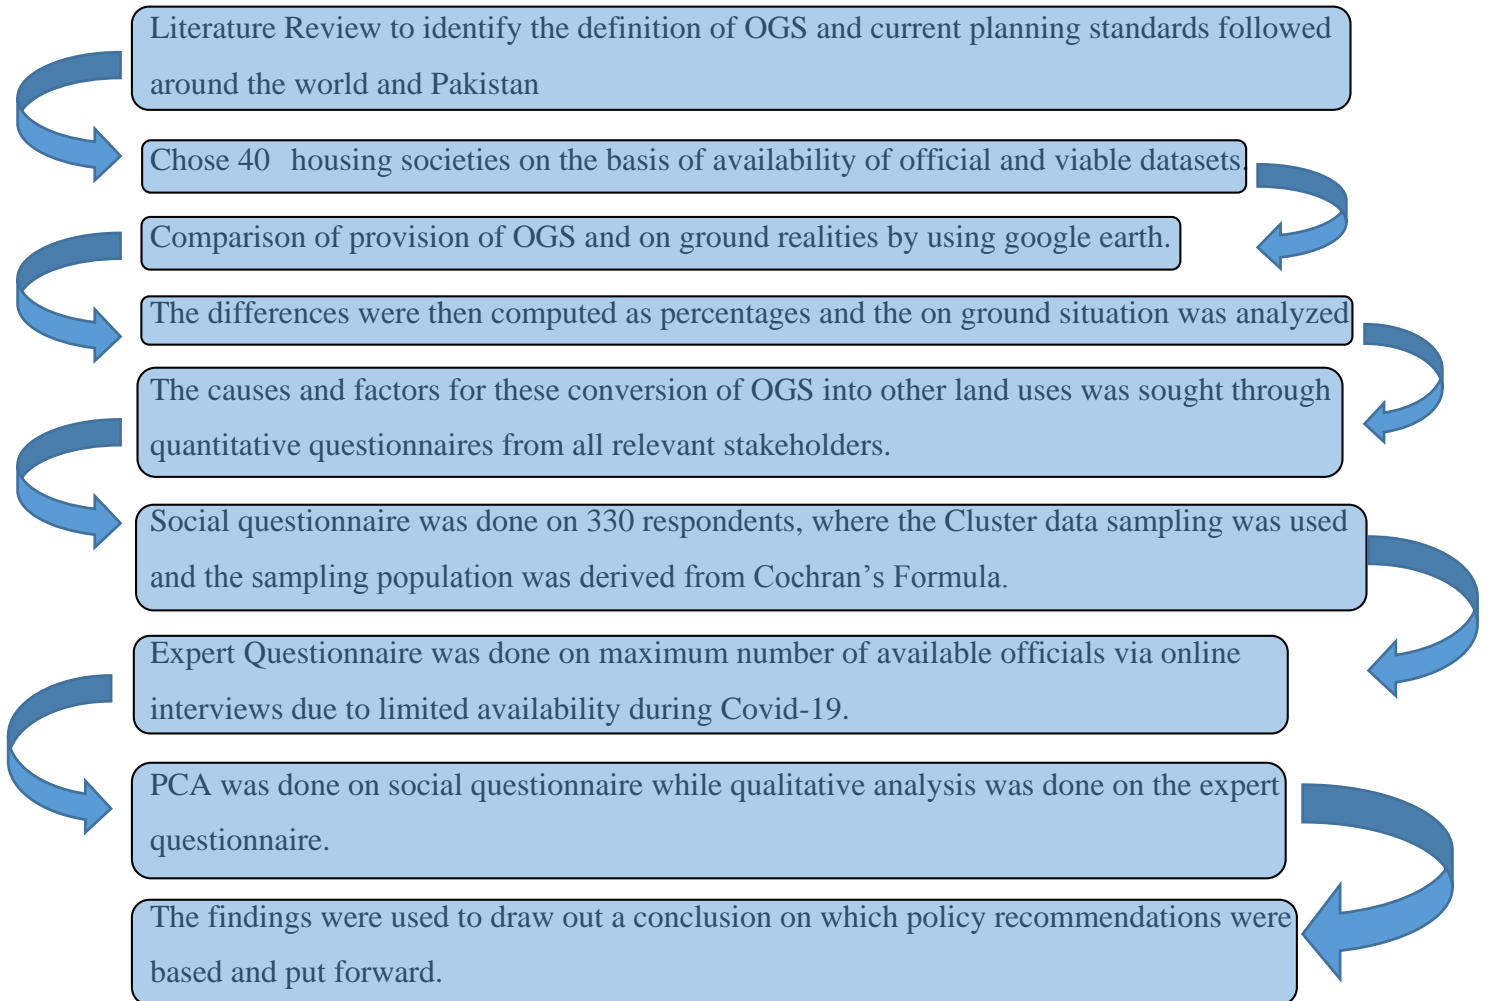 Literature Review to identify the definition of OGS and current planning standards followed
around the world and Pakistan
Chose 40 housing societies on the basis of availability of official and viable datasets.
Comparison of provision of OGS and on ground realities by using google earth.
The differences were then computed as percentages and the on ground situation was analyzed
The causes and factors for these conversion of OGS into other land uses was sought through
quantitative questionnaires from all relevant stakeholders.
Social questionnaire was done on 330 respondents, where the Cluster data sampling was used
and the sampling population was derived from Cochran’s Formula.
Expert Questionnaire was done on maximum number of available officials via online
interviews due to limited availability during Covid-19.
PCA was done on social questionnaire while qualitative analysis was done on the expert
questionnaire.
The findings were used to draw out a conclusion on which policy recommendations were
based and put forward.